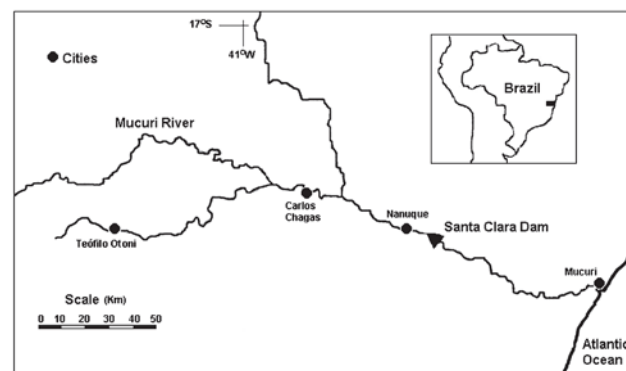 17°S
41°W
Cities
Brazil
Mucuri River
Carlos
Chagas
Nanuque
Santa Clara Dam
Teófilo Otoni
Mucuri
Scale (Km)
0 10 20 30 40 50
Atlantic
Ocean